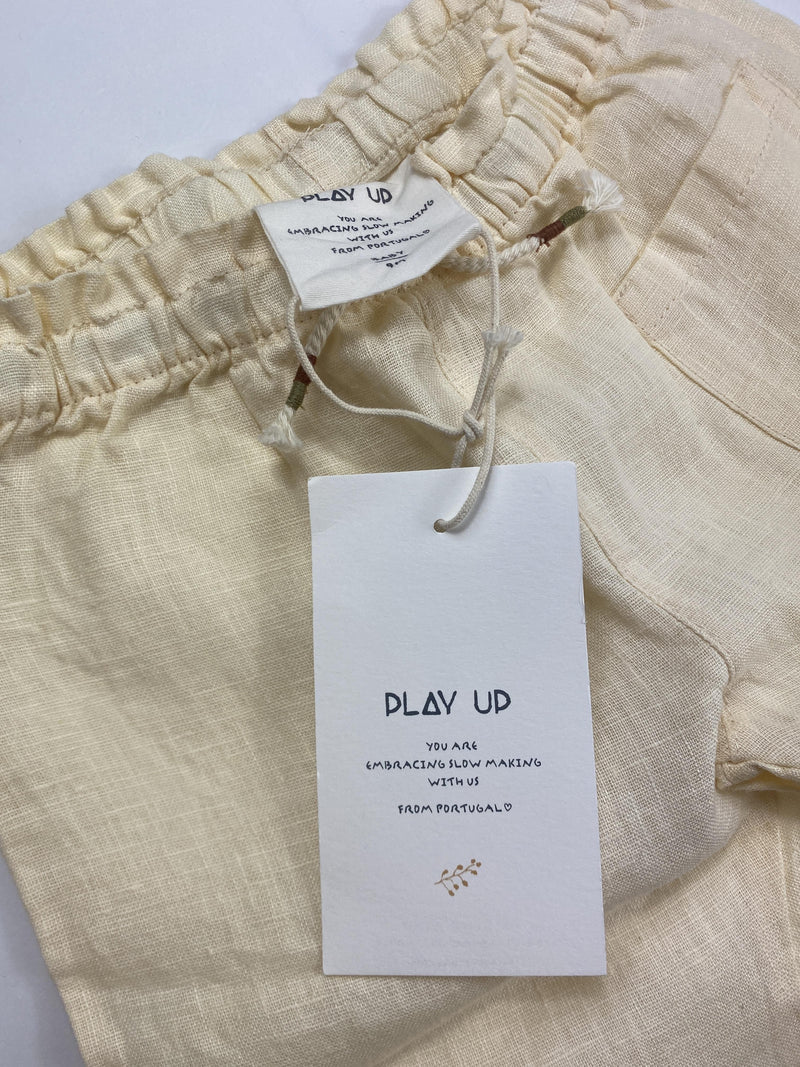 PLAY UP
YOU ARE
EMBRACING SLOW MAKING
WITH US
FROM PORTUGAL♡
BABY
PLAY UP
YOU ARE
EMBRACING SLOW MAKING
WITH US
FROM PORTUGAL♡